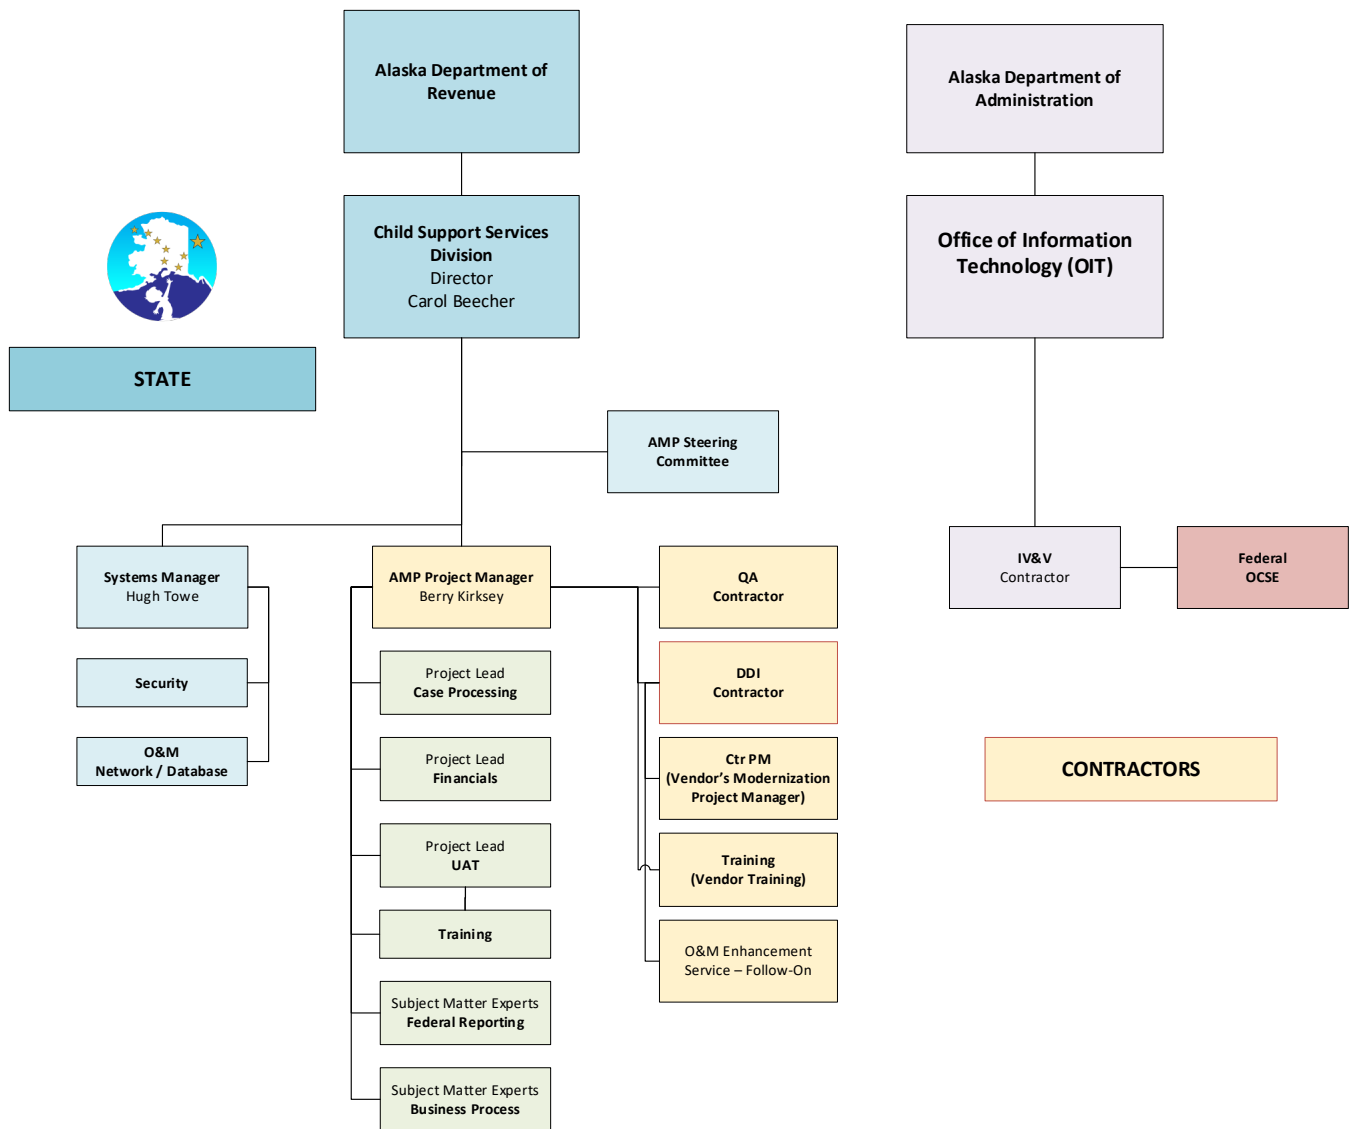 Alaska Department of
Revenue
Alaska Department of
Administration
Child Support Services
Division
Director
Carol Beecher
Office of Information
Technology (OIT)
STATE
AMP Steering
Committee
Systems Manager
Hugh Towe
AMP Project Manager
Berry Kirksey
QA
Contractor
IV&V
Contractor
Federal
OCSE
Security
Project Lead
Case Processing
DDI
Contractor
O&M
Network / Database
Project Lead
Financials
Ctr PM
(Vendor’s Modernization
Project Manager)
CONTRACTORS
Project Lead
UAT
Training
(Vendor Training)
Training
O&M Enhancement
Service – Follow-On
Subject Matter Experts
Federal Reporting
Subject Matter Experts
Business Process